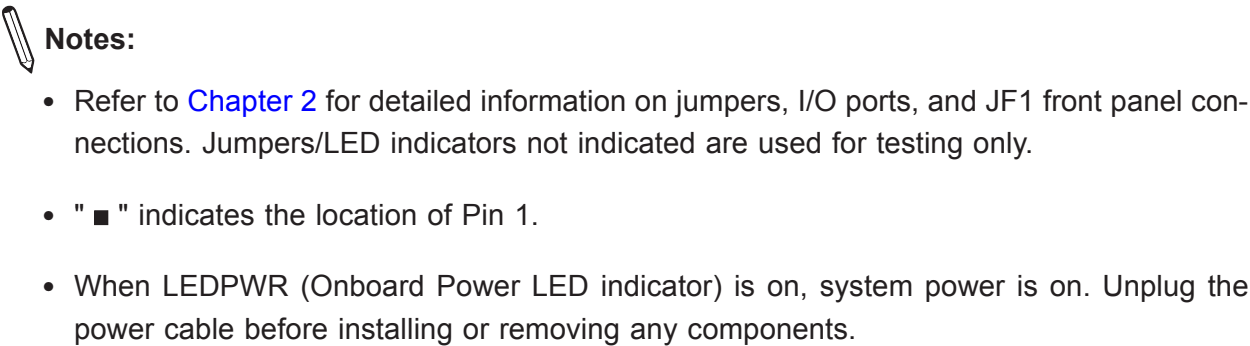 Notes:
• Refer to Chapter 2 for detailed information on jumpers, I/O ports, and JF1 front panel con-
nections. Jumpers/LED indicators not indicated are used for testing only.
• " ■ " indicates the location of Pin 1.
• When LEDPWR (Onboard Power LED indicator) is on, system power is on. Unplug the
power cable before installing or removing any components.